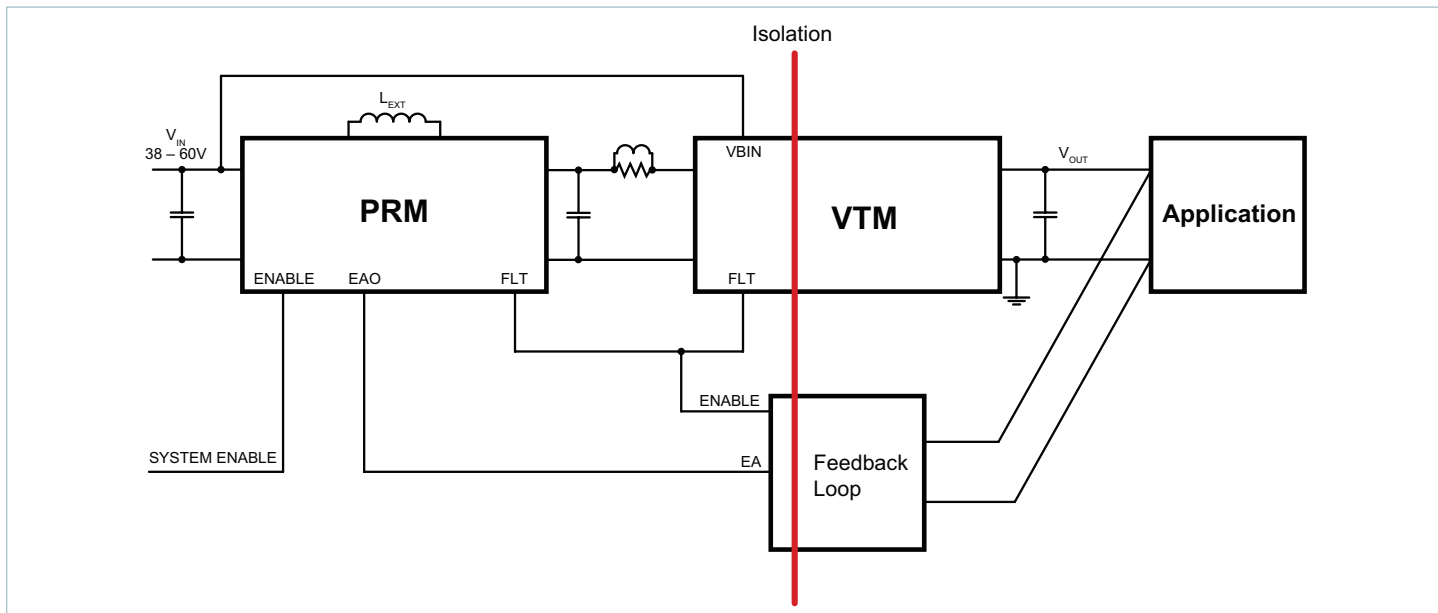 Isolation
L_EXT
V_IN
38 – 60V
VBIN
V_OUT
PRM
VTM
Application
ENABLE EAO FLT
FLT
ENABLE
SYSTEM ENABLE
EA
Feedback
Loop